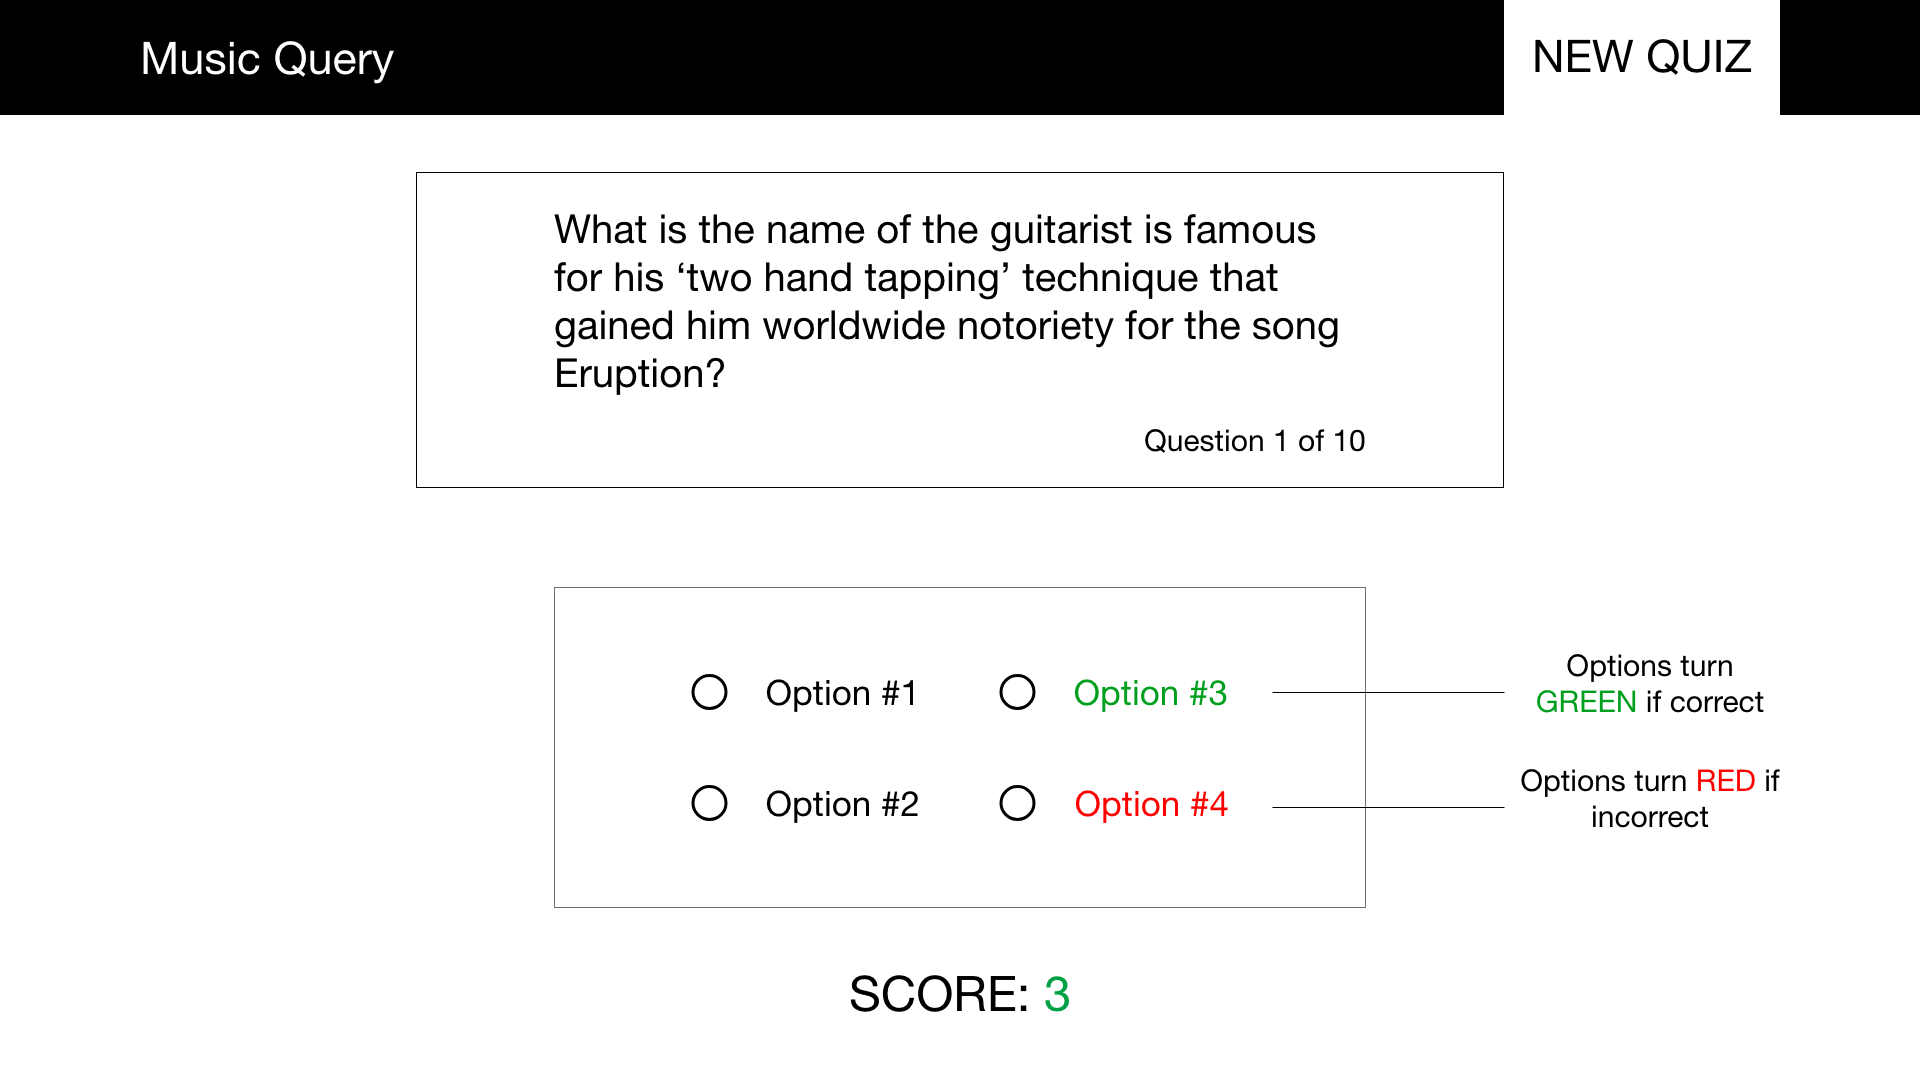 Music Query
NEW QUIZ
What is the name of the guitarist is famous
for his ‘two hand tapping’ technique that
gained him worldwide notoriety for the song
Eruption?
Question 1 of 10
Option #1
Option #3
Options turn
GREEN if correct
Option #2
Option #4
Options turn RED if
incorrect
SCORE: 3